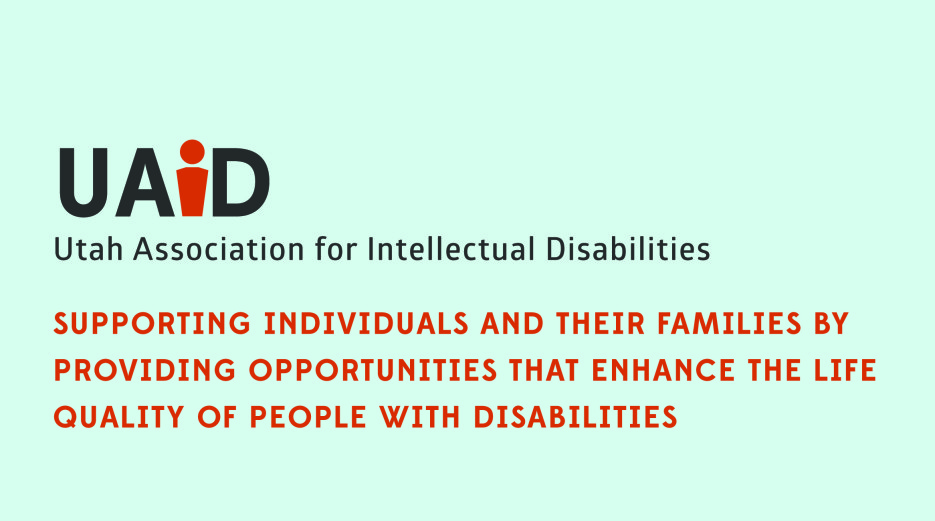 UAiD
Utah Association for Intellectual Disabilities
SUPPORTING INDIVIDUALS AND THEIR FAMILIES BY
PROVIDING OPPORTUNITIES THAT ENHANCE THE LIFE
QUALITY OF PEOPLE WITH DISABILITIES